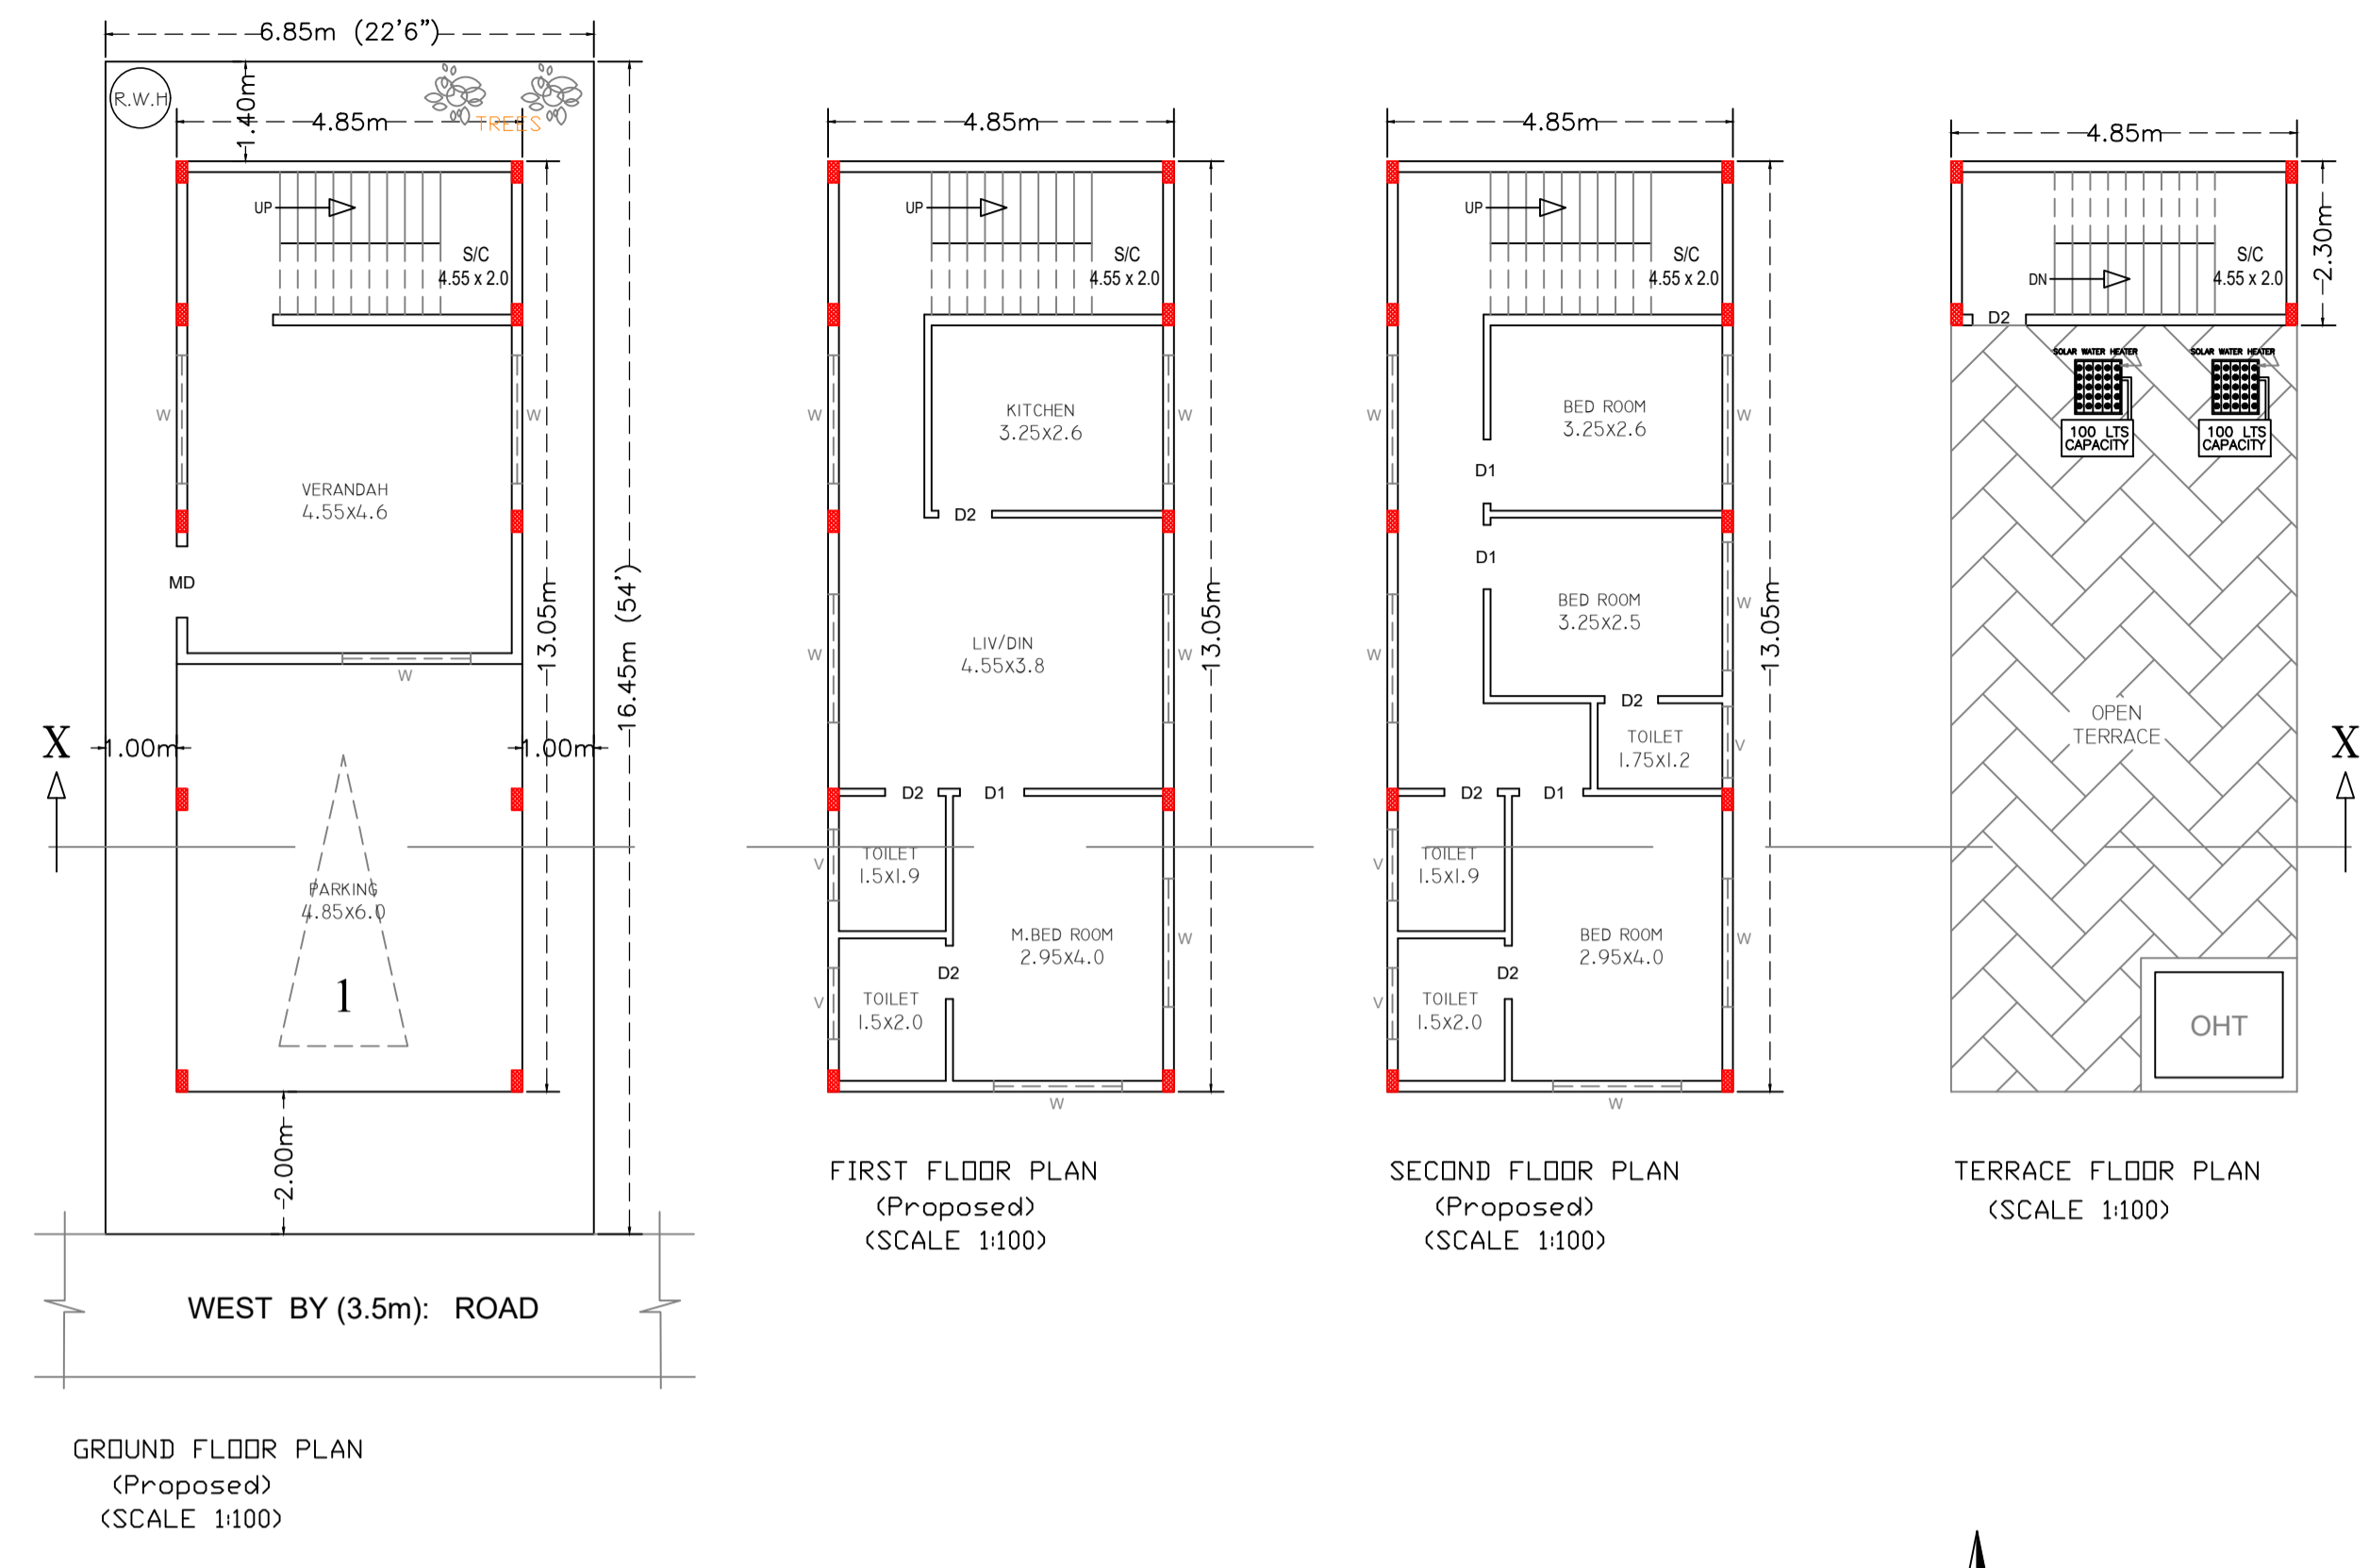 6.85m (22'6")
R.W.H
1.40m
4.85m
TREES
UP
S/C
4.55 x 2.0
W
W
VERANDAH
4.55X4.6
MD
13.05m
16.45m (54')
W
X
1.00m
1.00m
PARKING
4.85X6.0
1
2.00m
WEST BY (3.5m): ROAD
GROUND FLOOR PLAN
(Proposed)
(SCALE 1:100)
4.85m
UP
S/C
4.55 x 2.0
KITCHEN
3.25X2.6
W
W
D2
13.05m
LIV/DIN
4.55X3.8
W
W
D2
D1
TOILET
1.5X1.9
V
M.BED ROOM
2.95X4.0
W
D2
TOILET
1.5X2.0
V
W
FIRST FLOOR PLAN
(Proposed)
(SCALE 1:100)
4.85m
UP
S/C
4.55 x 2.0
BED ROOM
3.25X2.6
W
W
D1
D1
BED ROOM
3.25X2.5
W
W
13.05m
D2
TOILET
1.75X1.2
V
D2
D1
TOILET
1.5X1.9
V
BED ROOM
2.95X4.0
W
D2
TOILET
1.5X2.0
V
W
SECOND FLOOR PLAN
(Proposed)
(SCALE 1:100)
4.85m
2.30m
S/C
4.55 x 2.0
DN
D2
SOLAR WATER HEATER
SOLAR WATER HEATER
100 LTS
CAPACITY
100 LTS
CAPACITY
OPEN
TERRACE
X
OHT
TERRACE FLOOR PLAN
(SCALE 1:100)